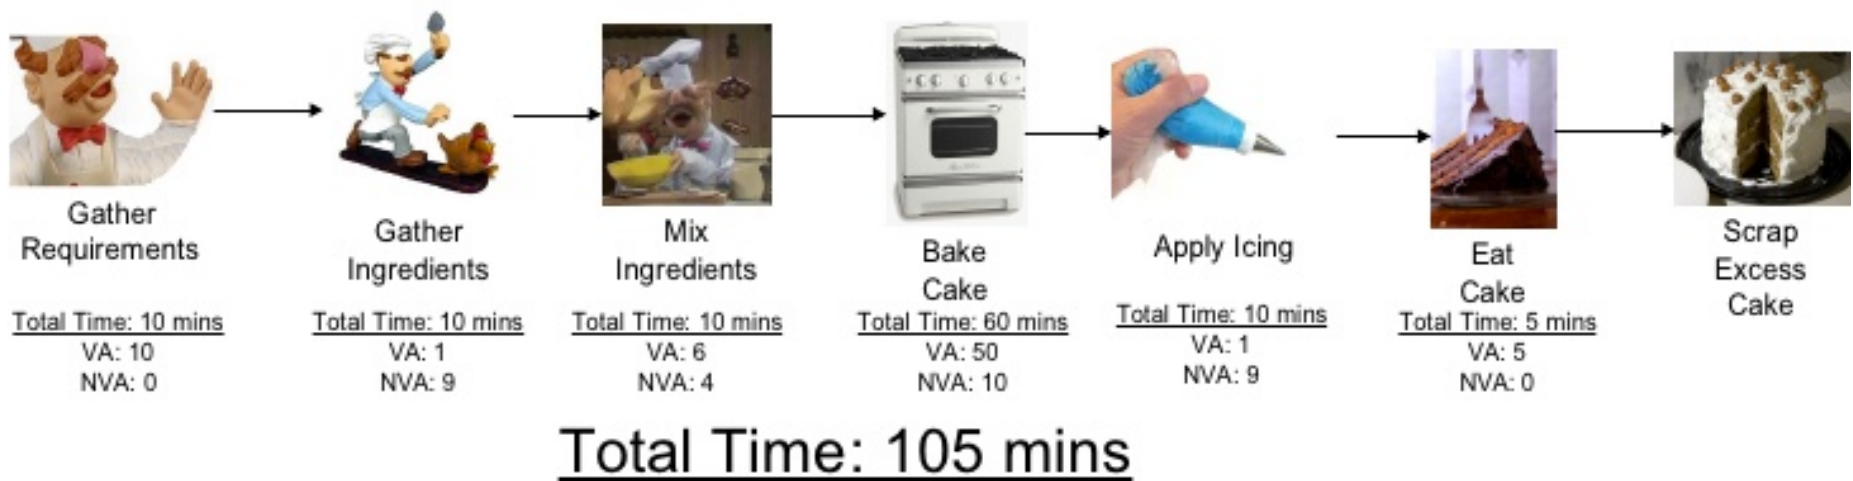 Gather
Requirements
Total Time: 10 mins
VA: 10
NVA: 0
Gather
Ingredients
Total Time: 10 mins
VA: 1
NVA: 9
Mix
Ingredients
Total Time: 10 mins
VA: 6
NVA: 4
Bake
Cake
Total Time: 60 mins
VA: 50
NVA: 10
Apply Icing
Total Time: 10 mins
VA: 1
NVA: 9
Eat
Cake
Total Time: 5 mins
VA: 5
NVA: 0
Scrap
Excess
Cake
Total Time: 105 mins